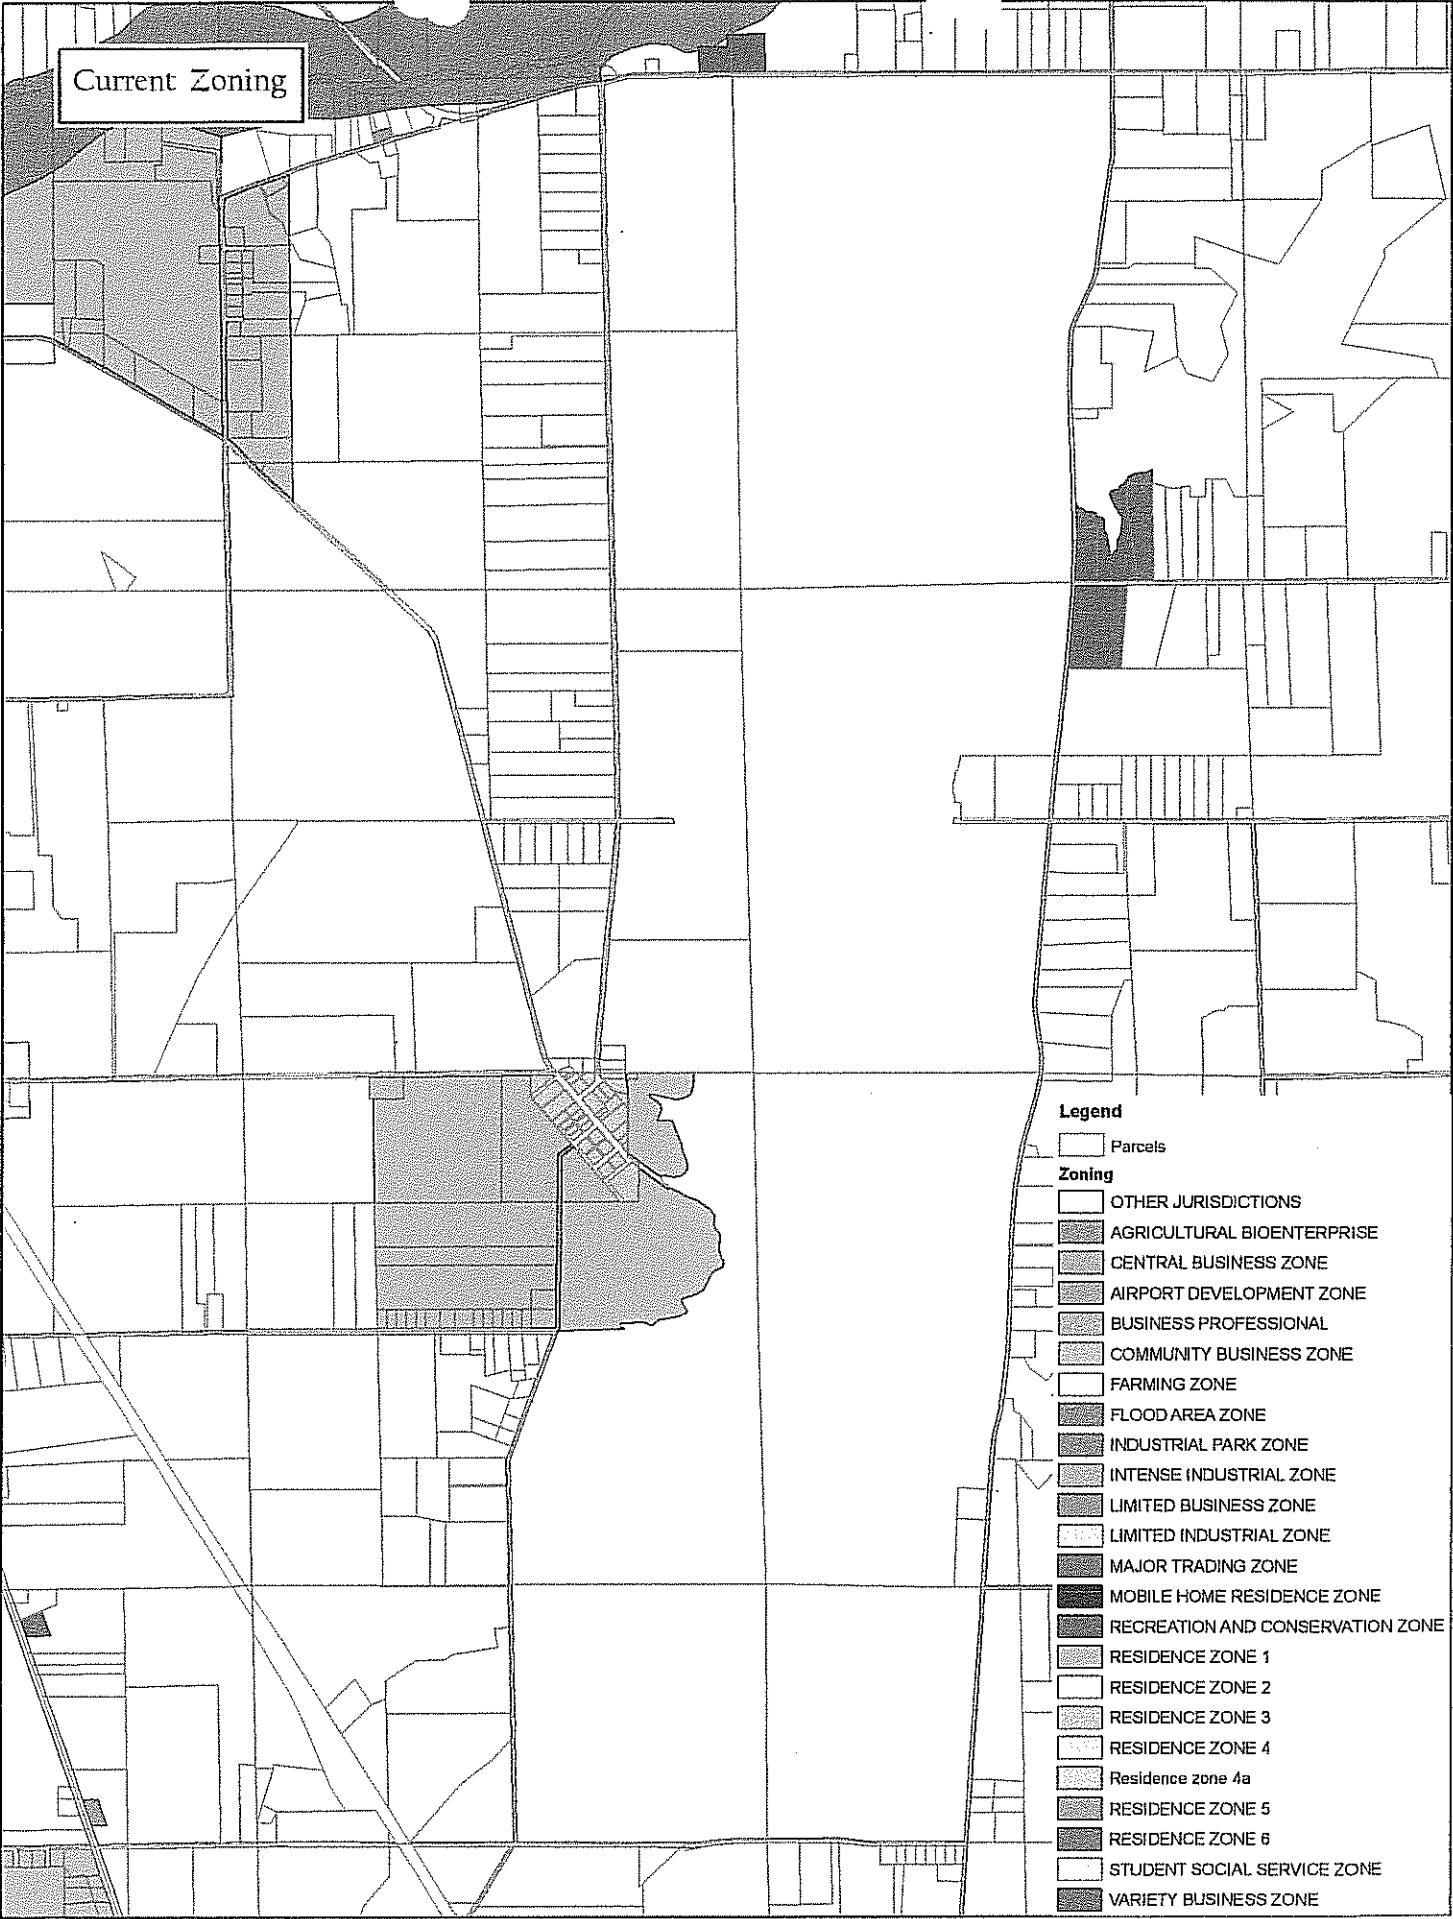 Current Zoning
Legend
Parcels
Zoning
OTHER JURISDICTIONS
AGRICULTURAL BIOENTERPRISE
CENTRAL BUSINESS ZONE
AIRPORT DEVELOPMENT ZONE
BUSINESS PROFESSIONAL
COMMUNITY BUSINESS ZONE
FARMING ZONE
FLOOD AREA ZONE
INDUSTRIAL PARK ZONE
INTENSE INDUSTRIAL ZONE
LIMITED BUSINESS ZONE
LIMITED INDUSTRIAL ZONE
MAJOR TRADING ZONE
MOBILE HOME RESIDENCE ZONE
RECREATION AND CONSERVATION ZONE
RESIDENCE ZONE 1
RESIDENCE ZONE 2
RESIDENCE ZONE 3
RESIDENCE ZONE 4
Residence zone 4a
RESIDENCE ZONE 5
RESIDENCE ZONE 6
STUDENT SOCIAL SERVICE ZONE
VARIETY BUSINESS ZONE